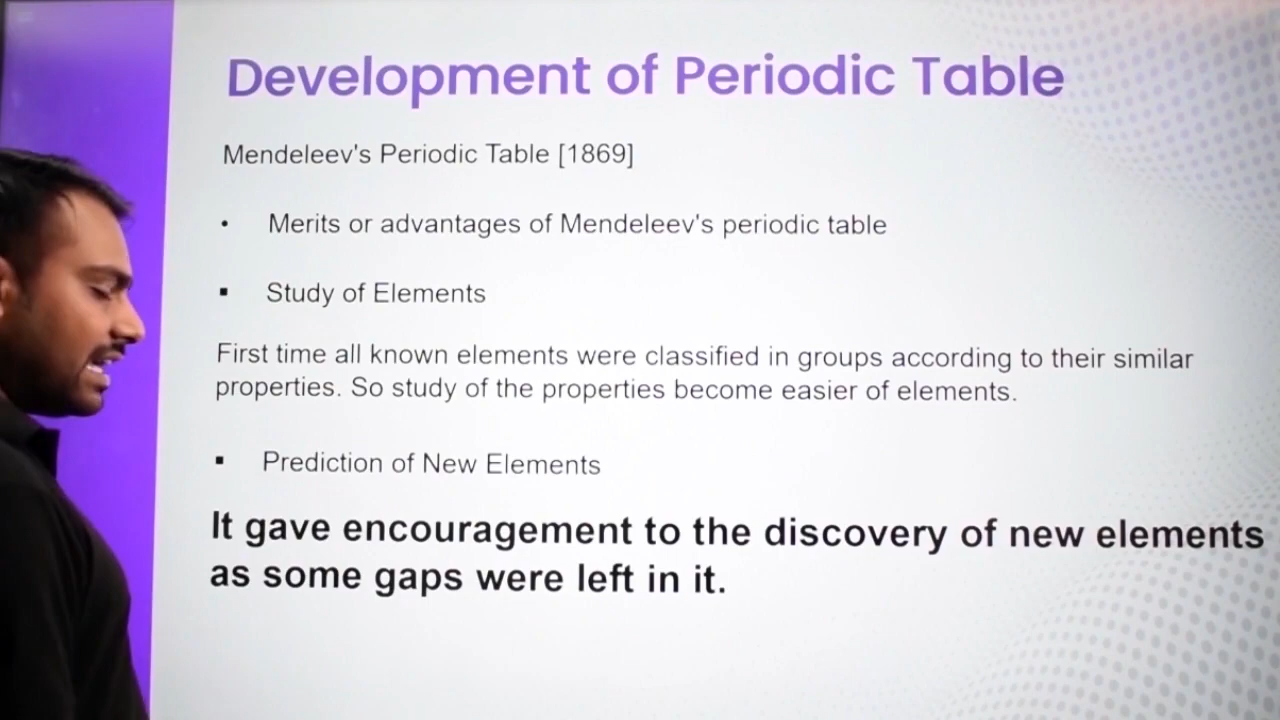 Development of Periodic Table
Mendeleev's Periodic Table [1869]
• Merits or advantages of Mendeleev's periodic table
▪ Study of Elements
First time all known elements were classified in groups according to their similar
properties. So study of the properties become easier of elements.
▪ Prediction of New Elements
It gave encouragement to the discovery of new elements
as some gaps were left in it.